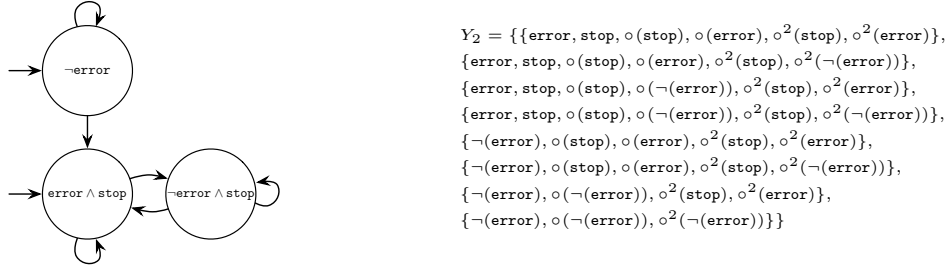 ¬error
error ∧ stop
¬error ∧ stop
Y₂ = {{error, stop, ∘(stop), ∘(error), ∘²(stop), ∘²(error)},
{error, stop, ∘(stop), ∘(error), ∘²(stop), ∘²(¬(error))},
{error, stop, ∘(stop), ∘(¬(error)), ∘²(stop), ∘²(error)},
{error, stop, ∘(stop), ∘(¬(error)), ∘²(stop), ∘²(¬(error))},
{¬(error), ∘(stop), ∘(error), ∘²(stop), ∘²(error)},
{¬(error), ∘(stop), ∘(error), ∘²(stop), ∘²(¬(error))},
{¬(error), ∘(¬(error)), ∘²(stop), ∘²(error)},
{¬(error), ∘(¬(error)), ∘²(¬(error))}}